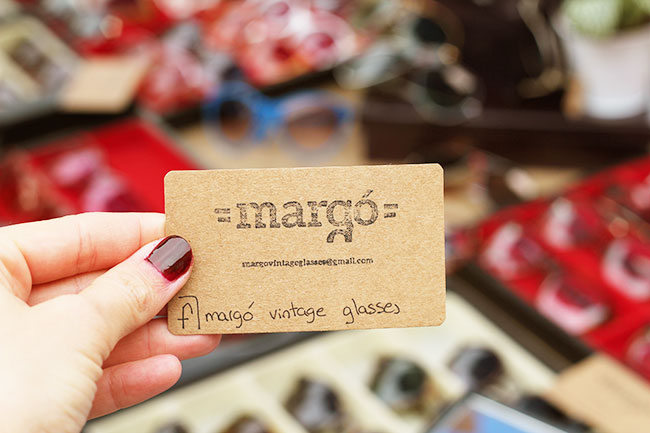 =margó=
margovintageglasses@gmail.com
f margó vintage glasses